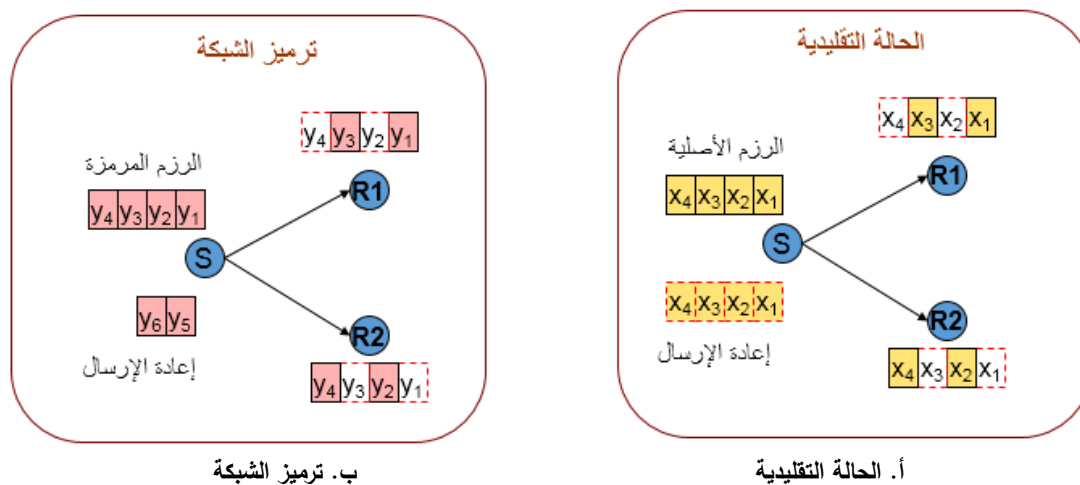 الحالة التقليدية
x₄ x₃ x₂ x₁
الرزم الأصلية
R1
x₄ x₃ x₂ x₁
S
x₄ x₃ x₂ x₁
R2
إعادة الإرسال
x₄ x₃ x₂ x₁
أ. الحالة التقليدية
ترميز الشبكة
y₄ y₃ y₂ y₁
الرزم المرمزة
R1
y₄ y₃ y₂ y₁
S
y₆ y₅
R2
إعادة الإرسال
y₄ y₃ y₂ y₁
ب. ترميز الشبكة